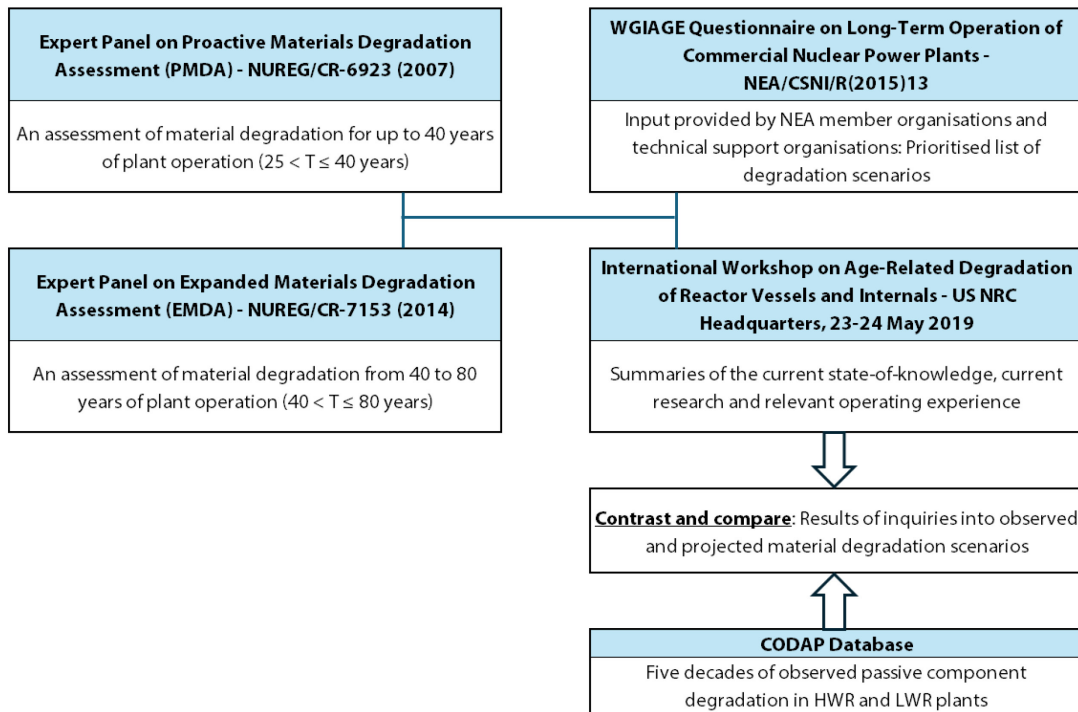 Expert Panel on Proactive Materials Degradation
Assessment (PMDA) - NUREG/CR-6923 (2007)
An assessment of material degradation for up to 40 years
of plant operation (25 < T ≤ 40 years)
WGIAGE Questionnaire on Long-Term Operation of
Commercial Nuclear Power Plants -
NEA/CSNI/R(2015)13
Input provided by NEA member organisations and
technical support organisations: Prioritised list of
degradation scenarios
Expert Panel on Expanded Materials Degradation
Assessment (EMDA) - NUREG/CR-7153 (2014)
An assessment of material degradation from 40 to 80
years of plant operation (40 < T ≤ 80 years)
International Workshop on Age-Related Degradation
of Reactor Vessels and Internals - US NRC
Headquarters, 23-24 May 2019
Summaries of the current state-of-knowledge, current
research and relevant operating experience
Contrast and compare: Results of inquiries into observed
and projected material degradation scenarios
CODAP Database
Five decades of observed passive component
degradation in HWR and LWR plants